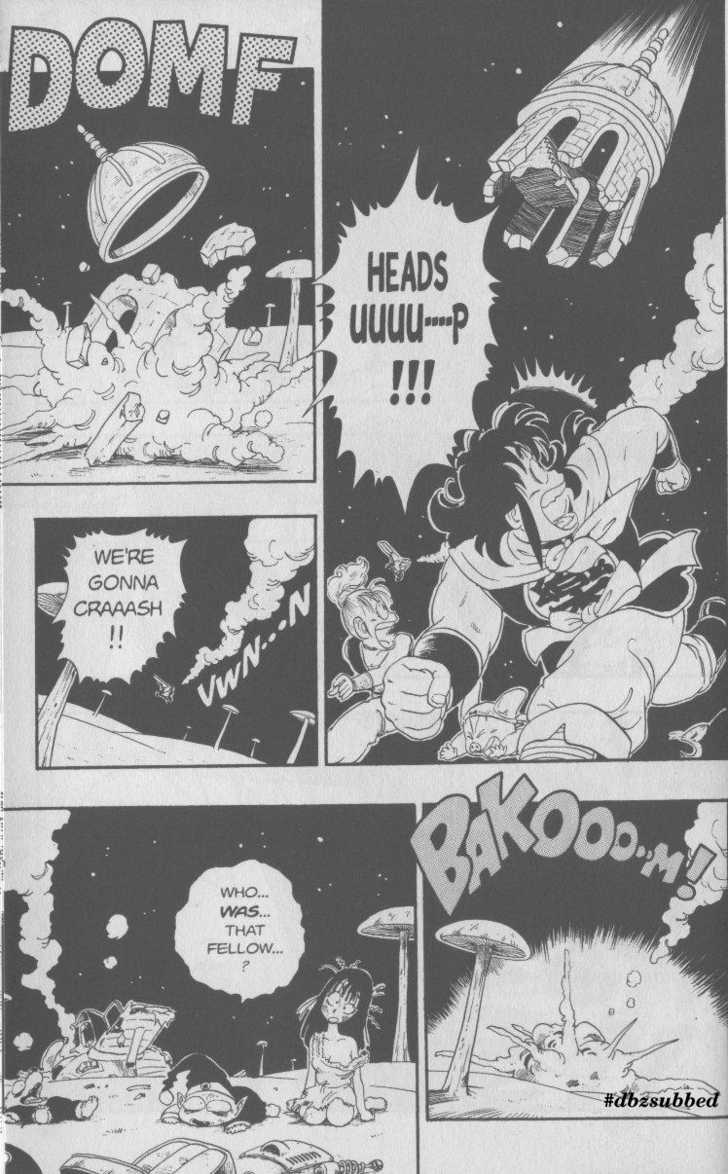 DOMF
HEADS
UUUU----P
!!!
WE'RE
GONNA
CRAAASH
!!
VWN...N
BAKOOO..M!
WHO...
WAS...
THAT
FELLOW...
?
#dbzsubbed